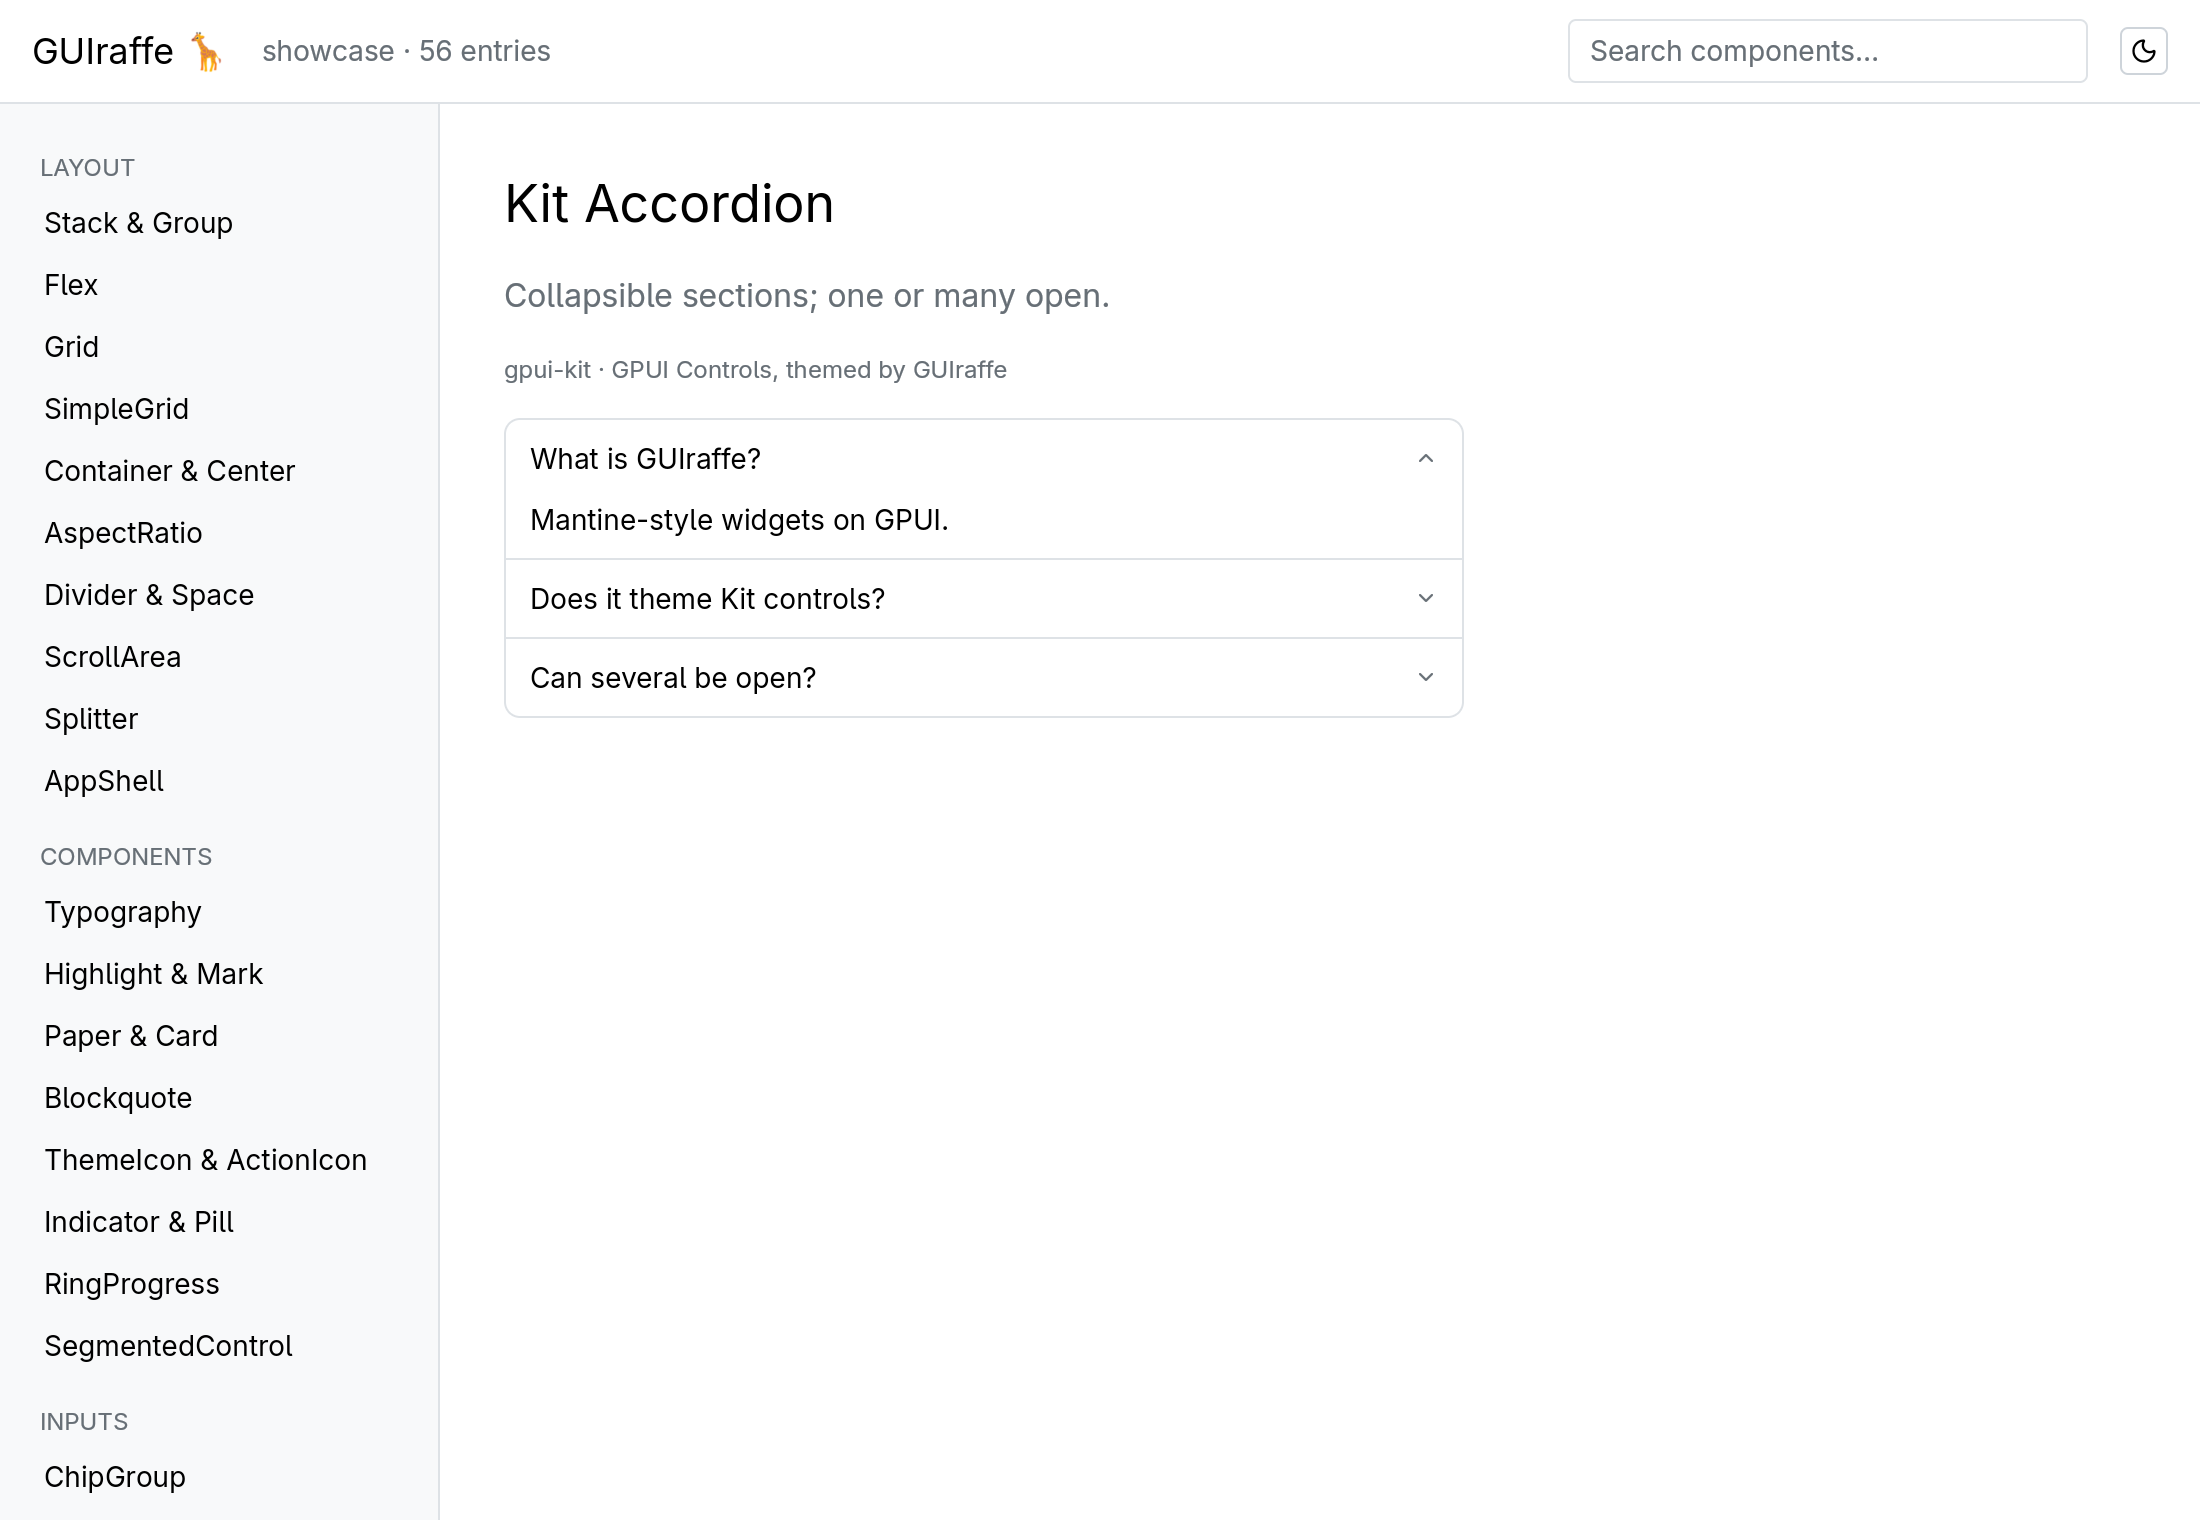 GUIraffe 🦒 showcase · 56 entries
Search components...
LAYOUT
Stack & Group
Flex
Grid
SimpleGrid
Container & Center
AspectRatio
Divider & Space
ScrollArea
Splitter
AppShell
COMPONENTS
Typography
Highlight & Mark
Paper & Card
Blockquote
ThemeIcon & ActionIcon
Indicator & Pill
RingProgress
SegmentedControl
INPUTS
ChipGroup
Kit Accordion
Collapsible sections; one or many open.
gpui-kit · GPUI Controls, themed by GUIraffe
What is GUIraffe?
Mantine-style widgets on GPUI.
Does it theme Kit controls?
Can several be open?